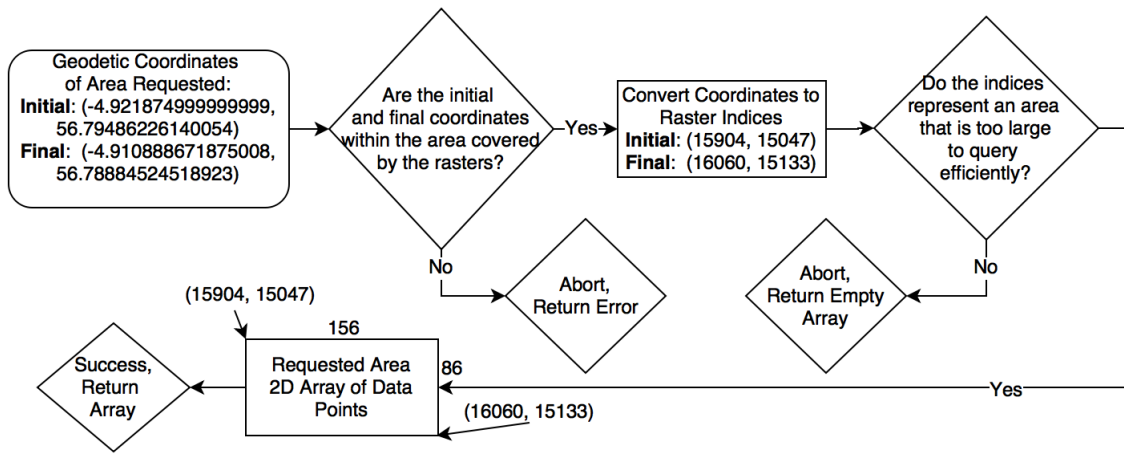 Geodetic Coordinates
of Area Requested:
Initial: (-4.921874999999999,
56.79486226140054)
Final: (-4.910888671875008,
56.78884524518923)
Are the initial
and final coordinates
within the area covered
by the rasters?
Yes
Convert Coordinates to
Raster Indices
Initial: (15904, 15047)
Final: (16060, 15133)
Do the indices
represent an area
that is too large
to query
efficiently?
No
Abort,
Return Error
No
Abort,
Return Empty
Array
(15904, 15047)
156
Success,
Return
Array
Requested Area
2D Array of Data
Points
86
Yes
(16060, 15133)